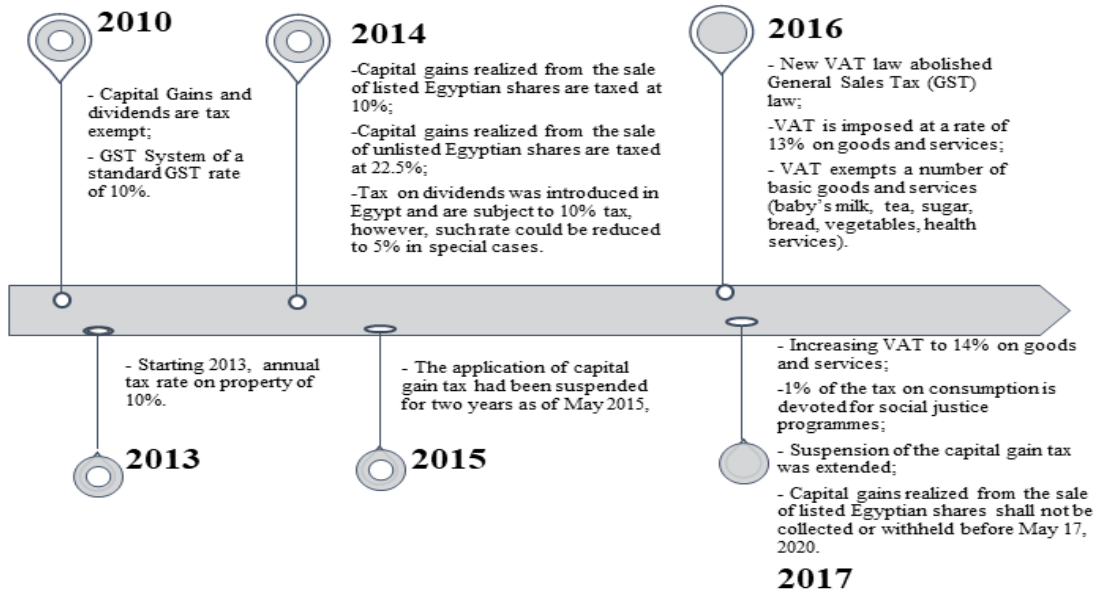 2010
- Capital Gains and
dividends are tax
exempt;
- GST System of a
standard GST rate
of 10%.
2014
-Capital gains realized from the sale
of listed Egyptian shares are taxed at
10%;
-Capital gains realized from the sale
of unlisted Egyptian shares are taxed
at 22.5%;
-Tax on dividends was introduced in
Egypt and are subject to 10% tax,
however, such rate could be reduced
to 5% in special cases.
2016
- New VAT law abolished
General Sales Tax (GST)
law;
-VAT is imposed at a rate of
13% on goods and services;
- VAT exempts a number of
basic goods and services
(baby's milk, tea, sugar,
bread, vegetables, health
services).
- Starting 2013, annual
tax rate on property of
10%.
2013
- The application of capital
gain tax had been suspended
for two years as of May 2015,
2015
- Increasing VAT to 14% on goods
and services;
-1% of the tax on consumption is
devoted for social justice
programmes;
- Suspension of the capital gain tax
was extended;
- Capital gains realized from the sale
of listed Egyptian shares shall not be
collected or withheld before May 17,
2020.
2017